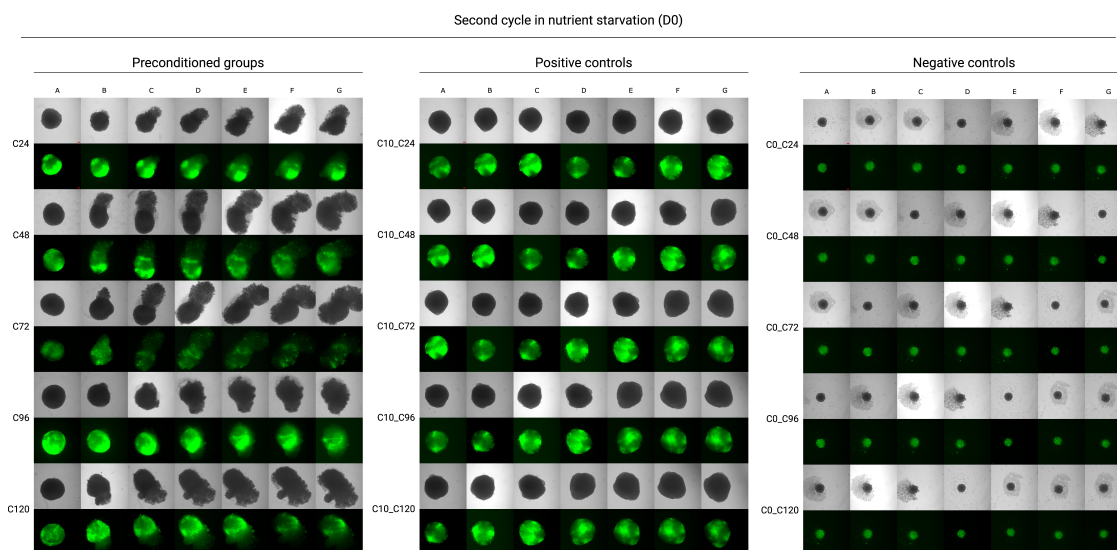 Second cycle in nutrient starvation (D0)
Preconditioned groups
Positive controls
Negative controls
A B C D E F G
A B C D E F G
A B C D E F G
C24
C10_C24
C0_C24
C48
C10_C48
C0_C48
C72
C10_C72
C0_C72
C96
C10_C96
C0_C96
C120
C10_C120
C0_C120